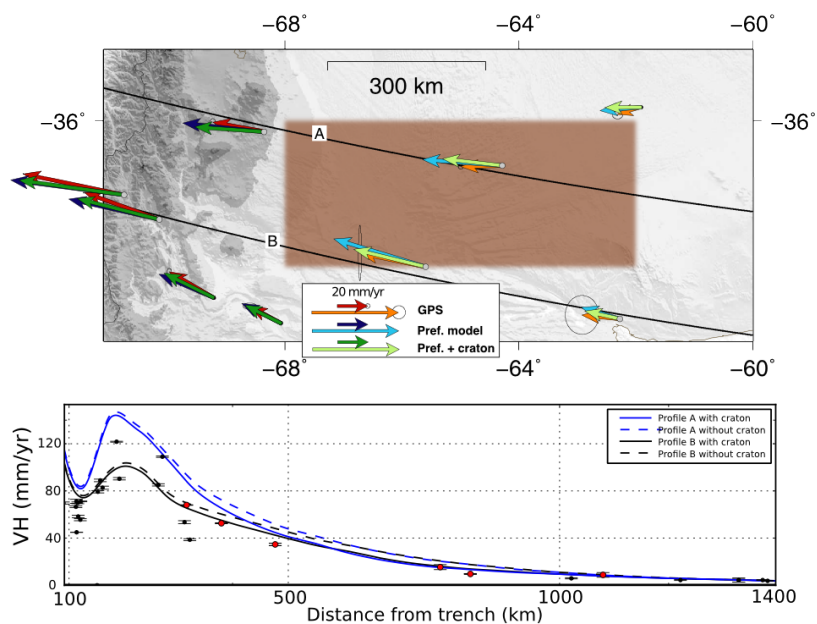 −68˚ −64˚ −60˚
300 km
−36˚ −36˚
A
B
20 mm/yr
GPS
Pref. model
Pref. + craton
−68˚ −64˚ −60˚
VH (mm/yr)
120
80
40
0
Profile A with craton
Profile A without craton
Profile B with craton
Profile B without craton
100 500 1000 1400
Distance from trench (km)